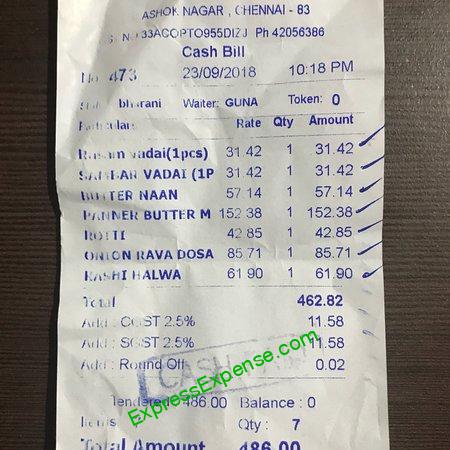 ASHOK NAGAR , CHENNAI - 83
33ACOPTO955DIZJ Ph 42056386
Cash Bill
No 473 23/09/2018 10:18 PM
bharani Waiter: GUNA Token: 0
Particulars Rate Qty Amount
Rasam vadai(1pcs) 31.42 1 31.42
SAMBAR VADAI (1P 31.42 1 31.42
BUTTER NAAN 57.14 1 57.14
PANNER BUTTER M 152.38 1 152.38
ROTTI 42.85 1 42.85
ONION RAVA DOSA 85.71 1 85.71
KASHI HALWA 61.90 1 61.90
Total 462.82
Add : CGST 2.5% 11.58
Add : SGST 2.5% 11.58
Add : Round Off 0.02
CASH
ExpressExpense.com
Tendered 486.00 Balance : 0
Items Qty : 7
Total Amount 486.00